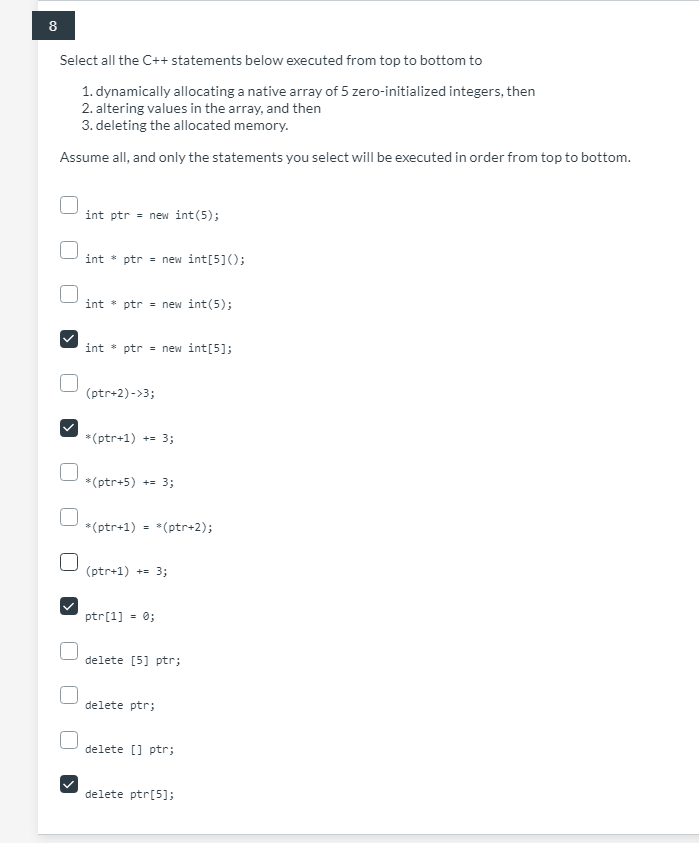 8
Select all the C++ statements below executed from top to bottom to
1. dynamically allocating a native array of 5 zero-initialized integers, then
2. altering values in the array, and then
3. deleting the allocated memory.
Assume all, and only the statements you select will be executed in order from top to bottom.
int ptr = new int(5);
int * ptr = new int[5]();
int * ptr = new int(5);
int * ptr = new int[5];
(ptr+2)->3;
*(ptr+1) += 3;
*(ptr+5) += 3;
*(ptr+1) = *(ptr+2);
(ptr+1) += 3;
ptr[1] = 0;
delete [5] ptr;
delete ptr;
delete [] ptr;
delete ptr[5];